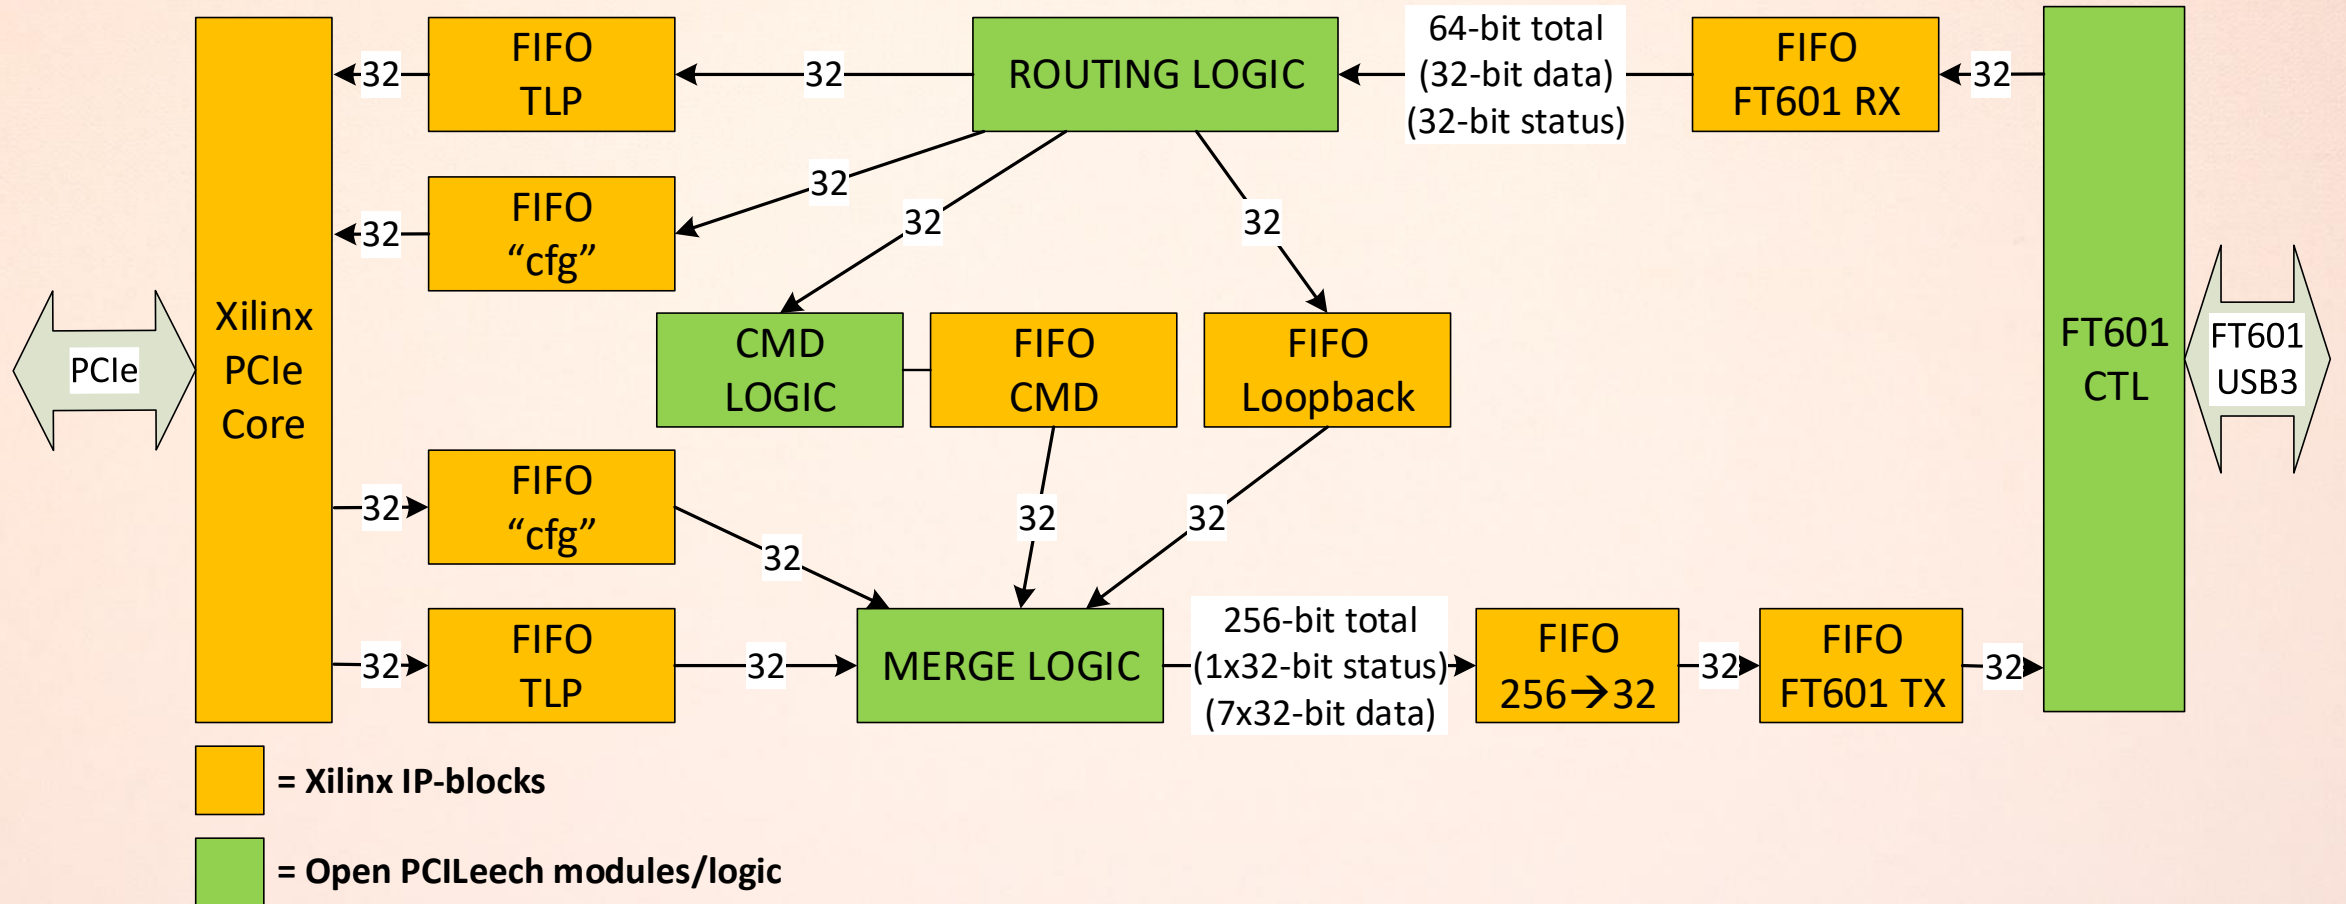 FIFO
TLP
32
32
ROUTING LOGIC
64-bit total
(32-bit data)
(32-bit status)
FIFO
FT601 RX
32
FIFO
“cfg”
32
32
32
32
Xilinx
PCIe
Core
PCIe
CMD
LOGIC
FIFO
CMD
FIFO
Loopback
FT601
CTL
FT601
USB3
FIFO
“cfg”
32
32
32
32
FIFO
TLP
32
32
MERGE LOGIC
256-bit total
(1x32-bit status)
(7x32-bit data)
FIFO
256→32
32
FIFO
FT601 TX
32
= Xilinx IP-blocks
= Open PCILeech modules/logic